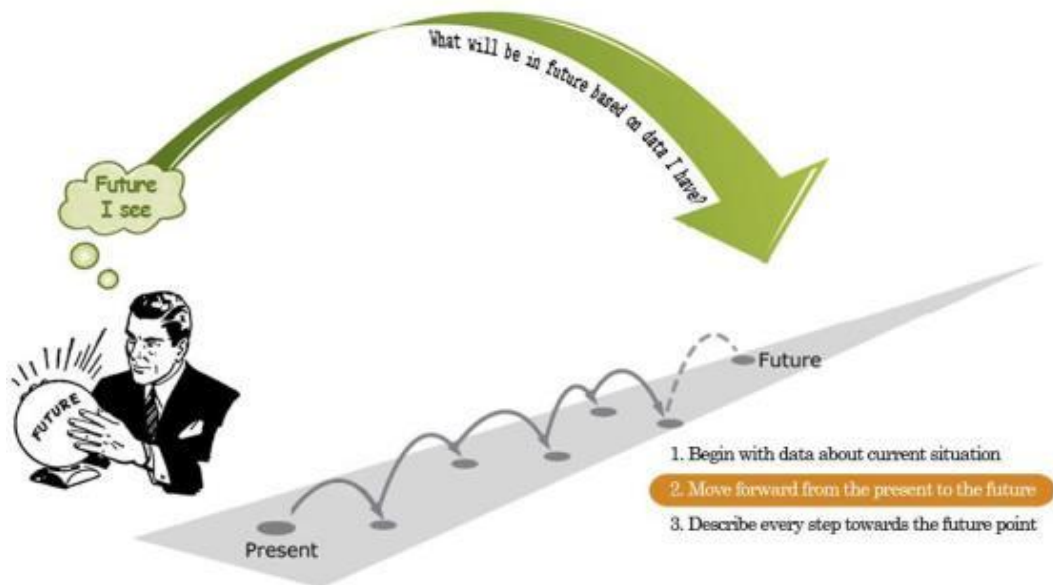 What will be in future based on data I have?
Future
I see
FUTURE
Future
1. Begin with data about current situation
2. Move forward from the present to the future
3. Describe every step towards the future point
Present